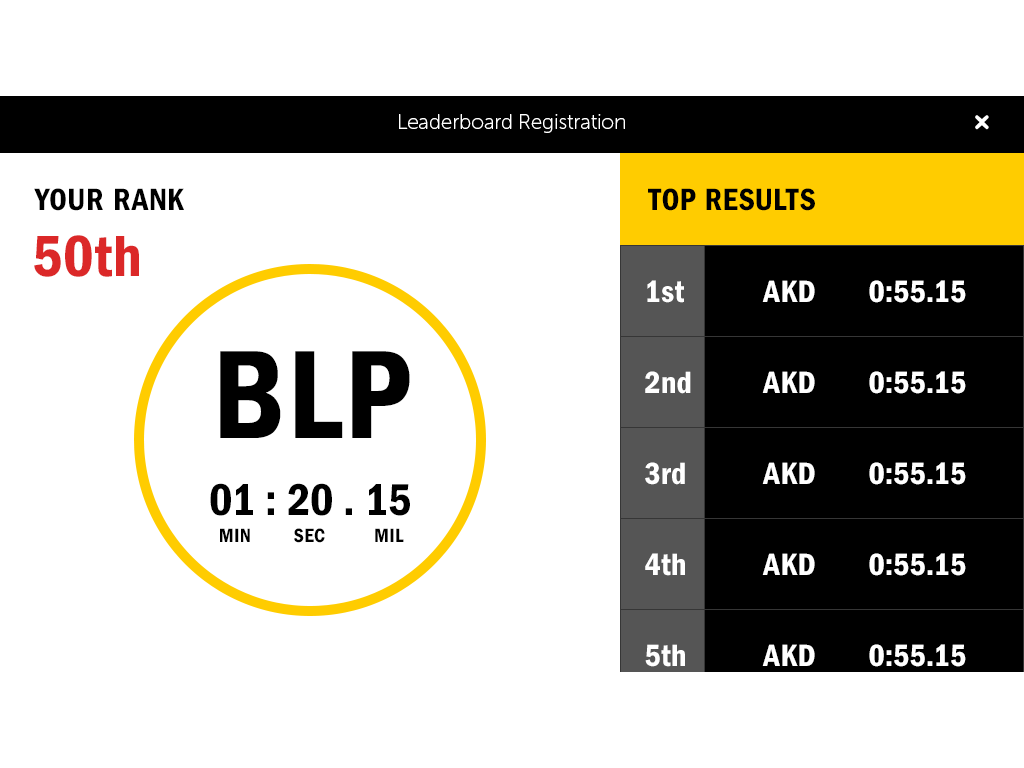 Leaderboard Registration ×
YOUR RANK
50th
BLP
01 : 20 . 15
MIN SEC MIL
TOP RESULTS
1st AKD 0:55.15
2nd AKD 0:55.15
3rd AKD 0:55.15
4th AKD 0:55.15
5th AKD 0:55.15